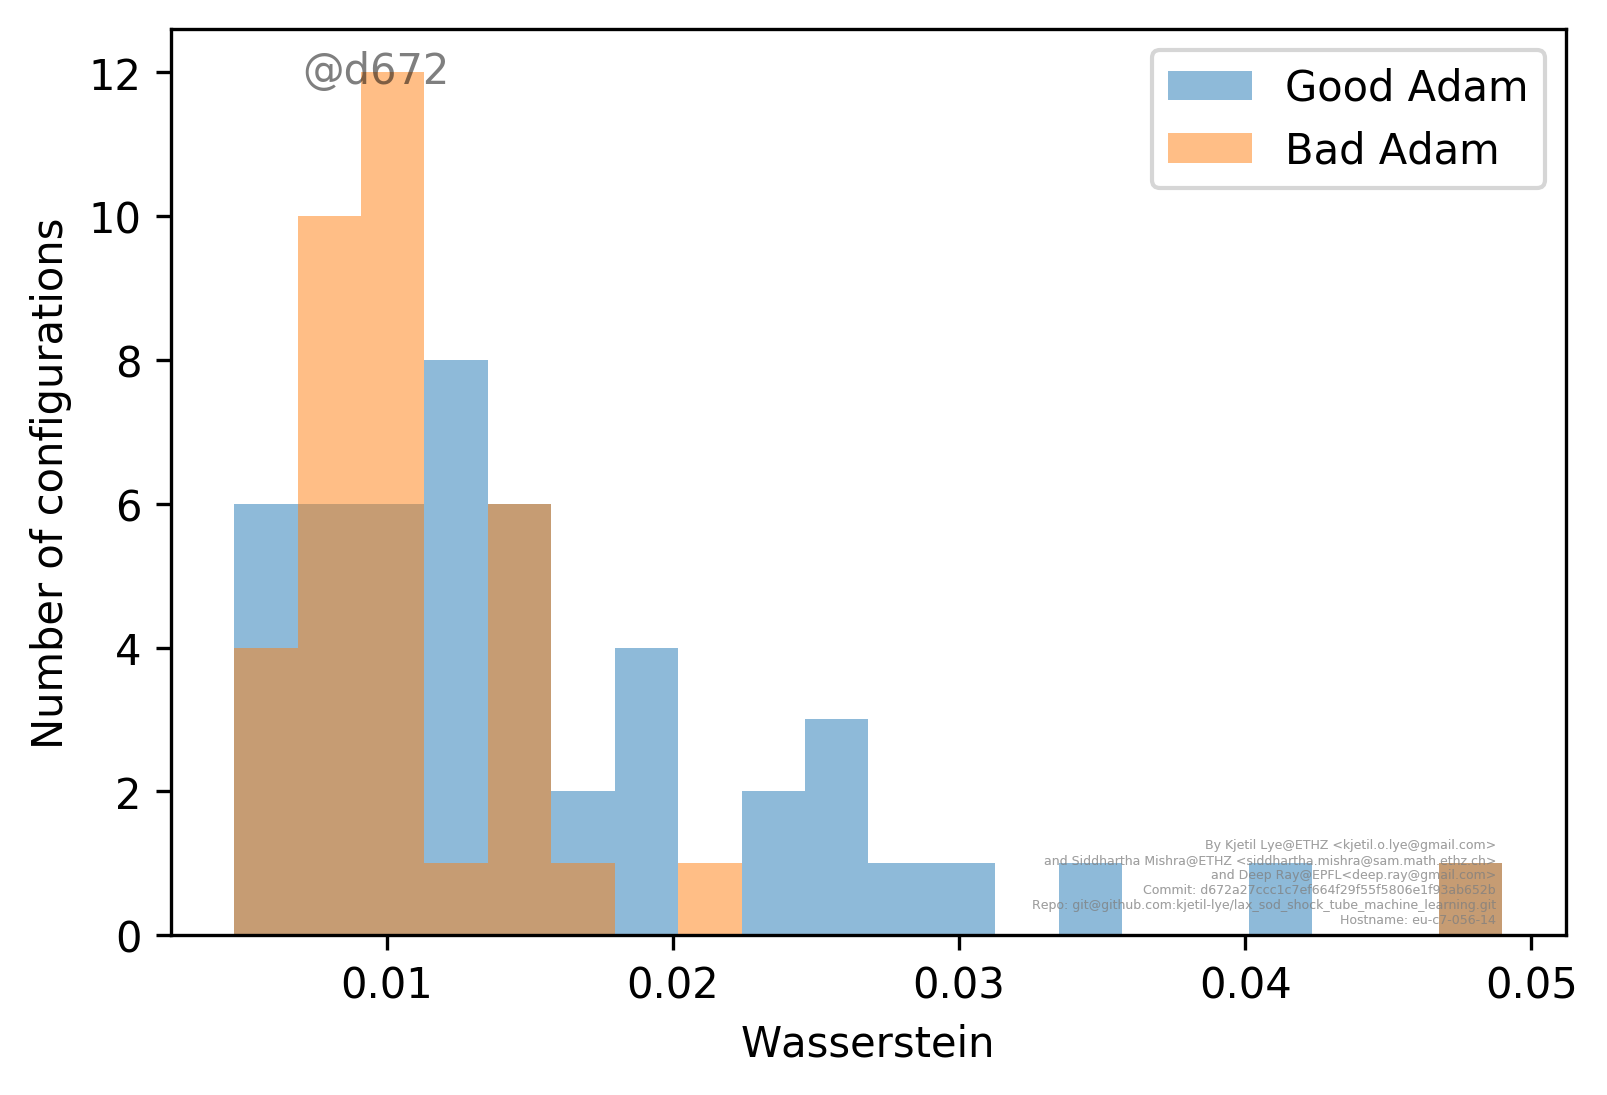 @d672
Good Adam
Bad Adam
12
10
8
6
4
2
0
Number of configurations
0.01 0.02 0.03 0.04 0.05
Wasserstein
By Kjetil Lye@ETHZ <kjetil.o.lye@gmail.com>
and Siddhartha Mishra@ETHZ <siddhartha.mishra@sam.math.ethz.ch>
and Deep Ray@EPFL<deep.ray@gmail.com>
Commit: d672a27ccc1c7ef664f29f55f5806e1f93ab652b
Repo: git@github.com:kjetil-lye/lax_sod_shock_tube_machine_learning.git
Hostname: eu-c7-056-14